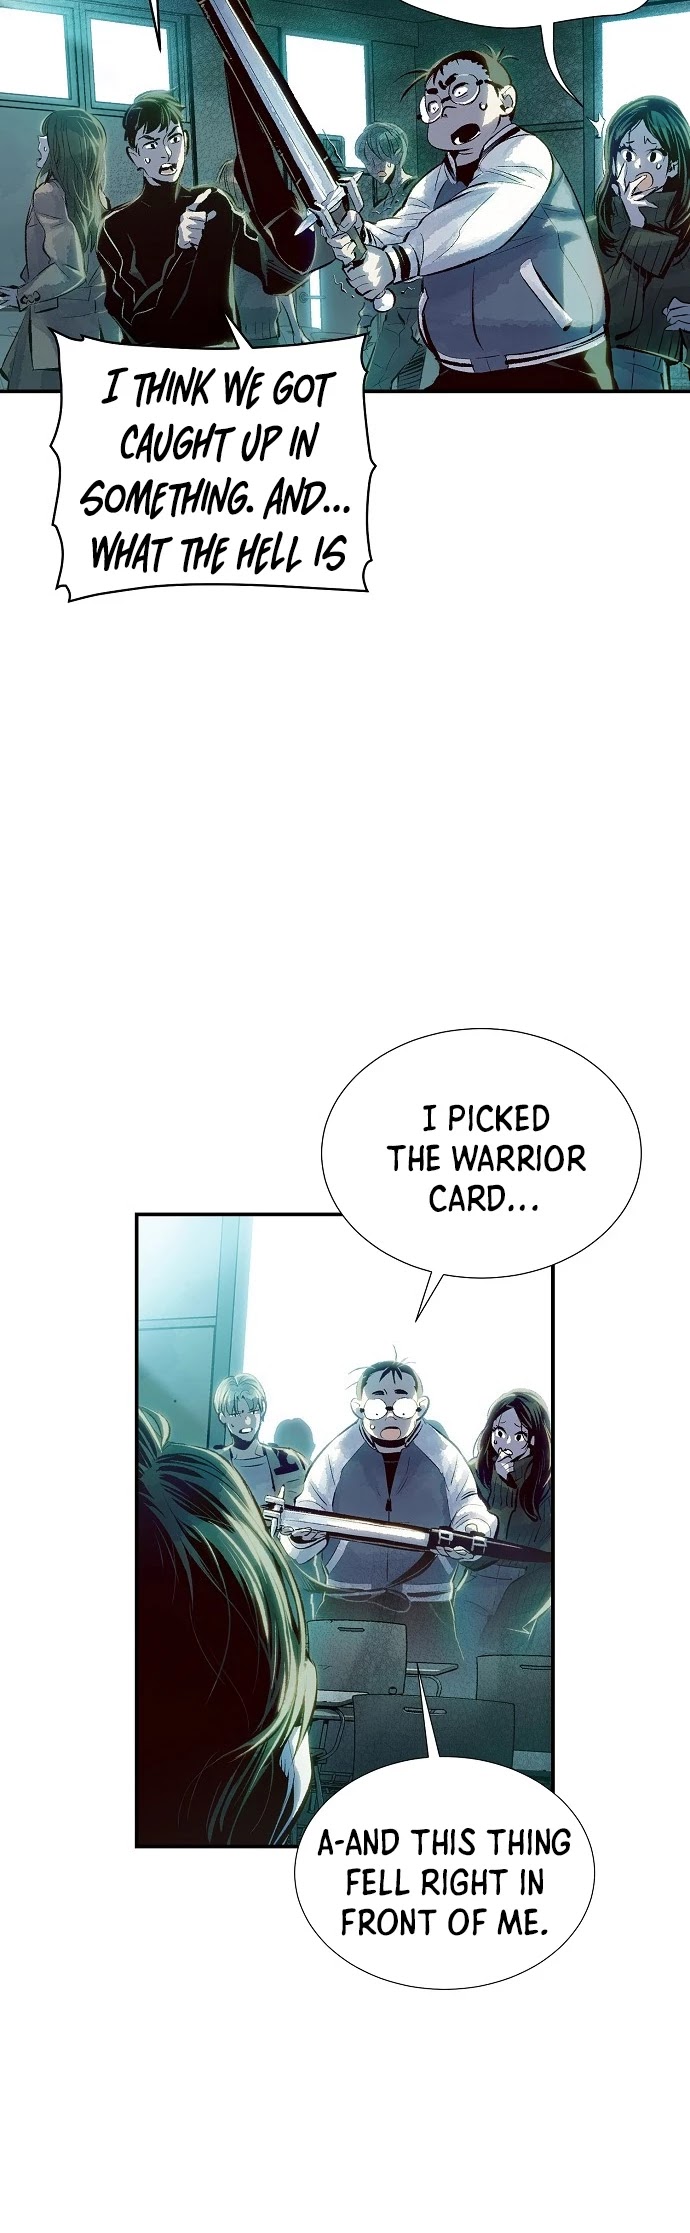 I THINK WE GOT
CAUGHT UP IN
SOMETHING. AND...
WHAT THE HELL IS
I PICKED
THE WARRIOR
CARD...
A-AND THIS THING
FELL RIGHT IN
FRONT OF ME.